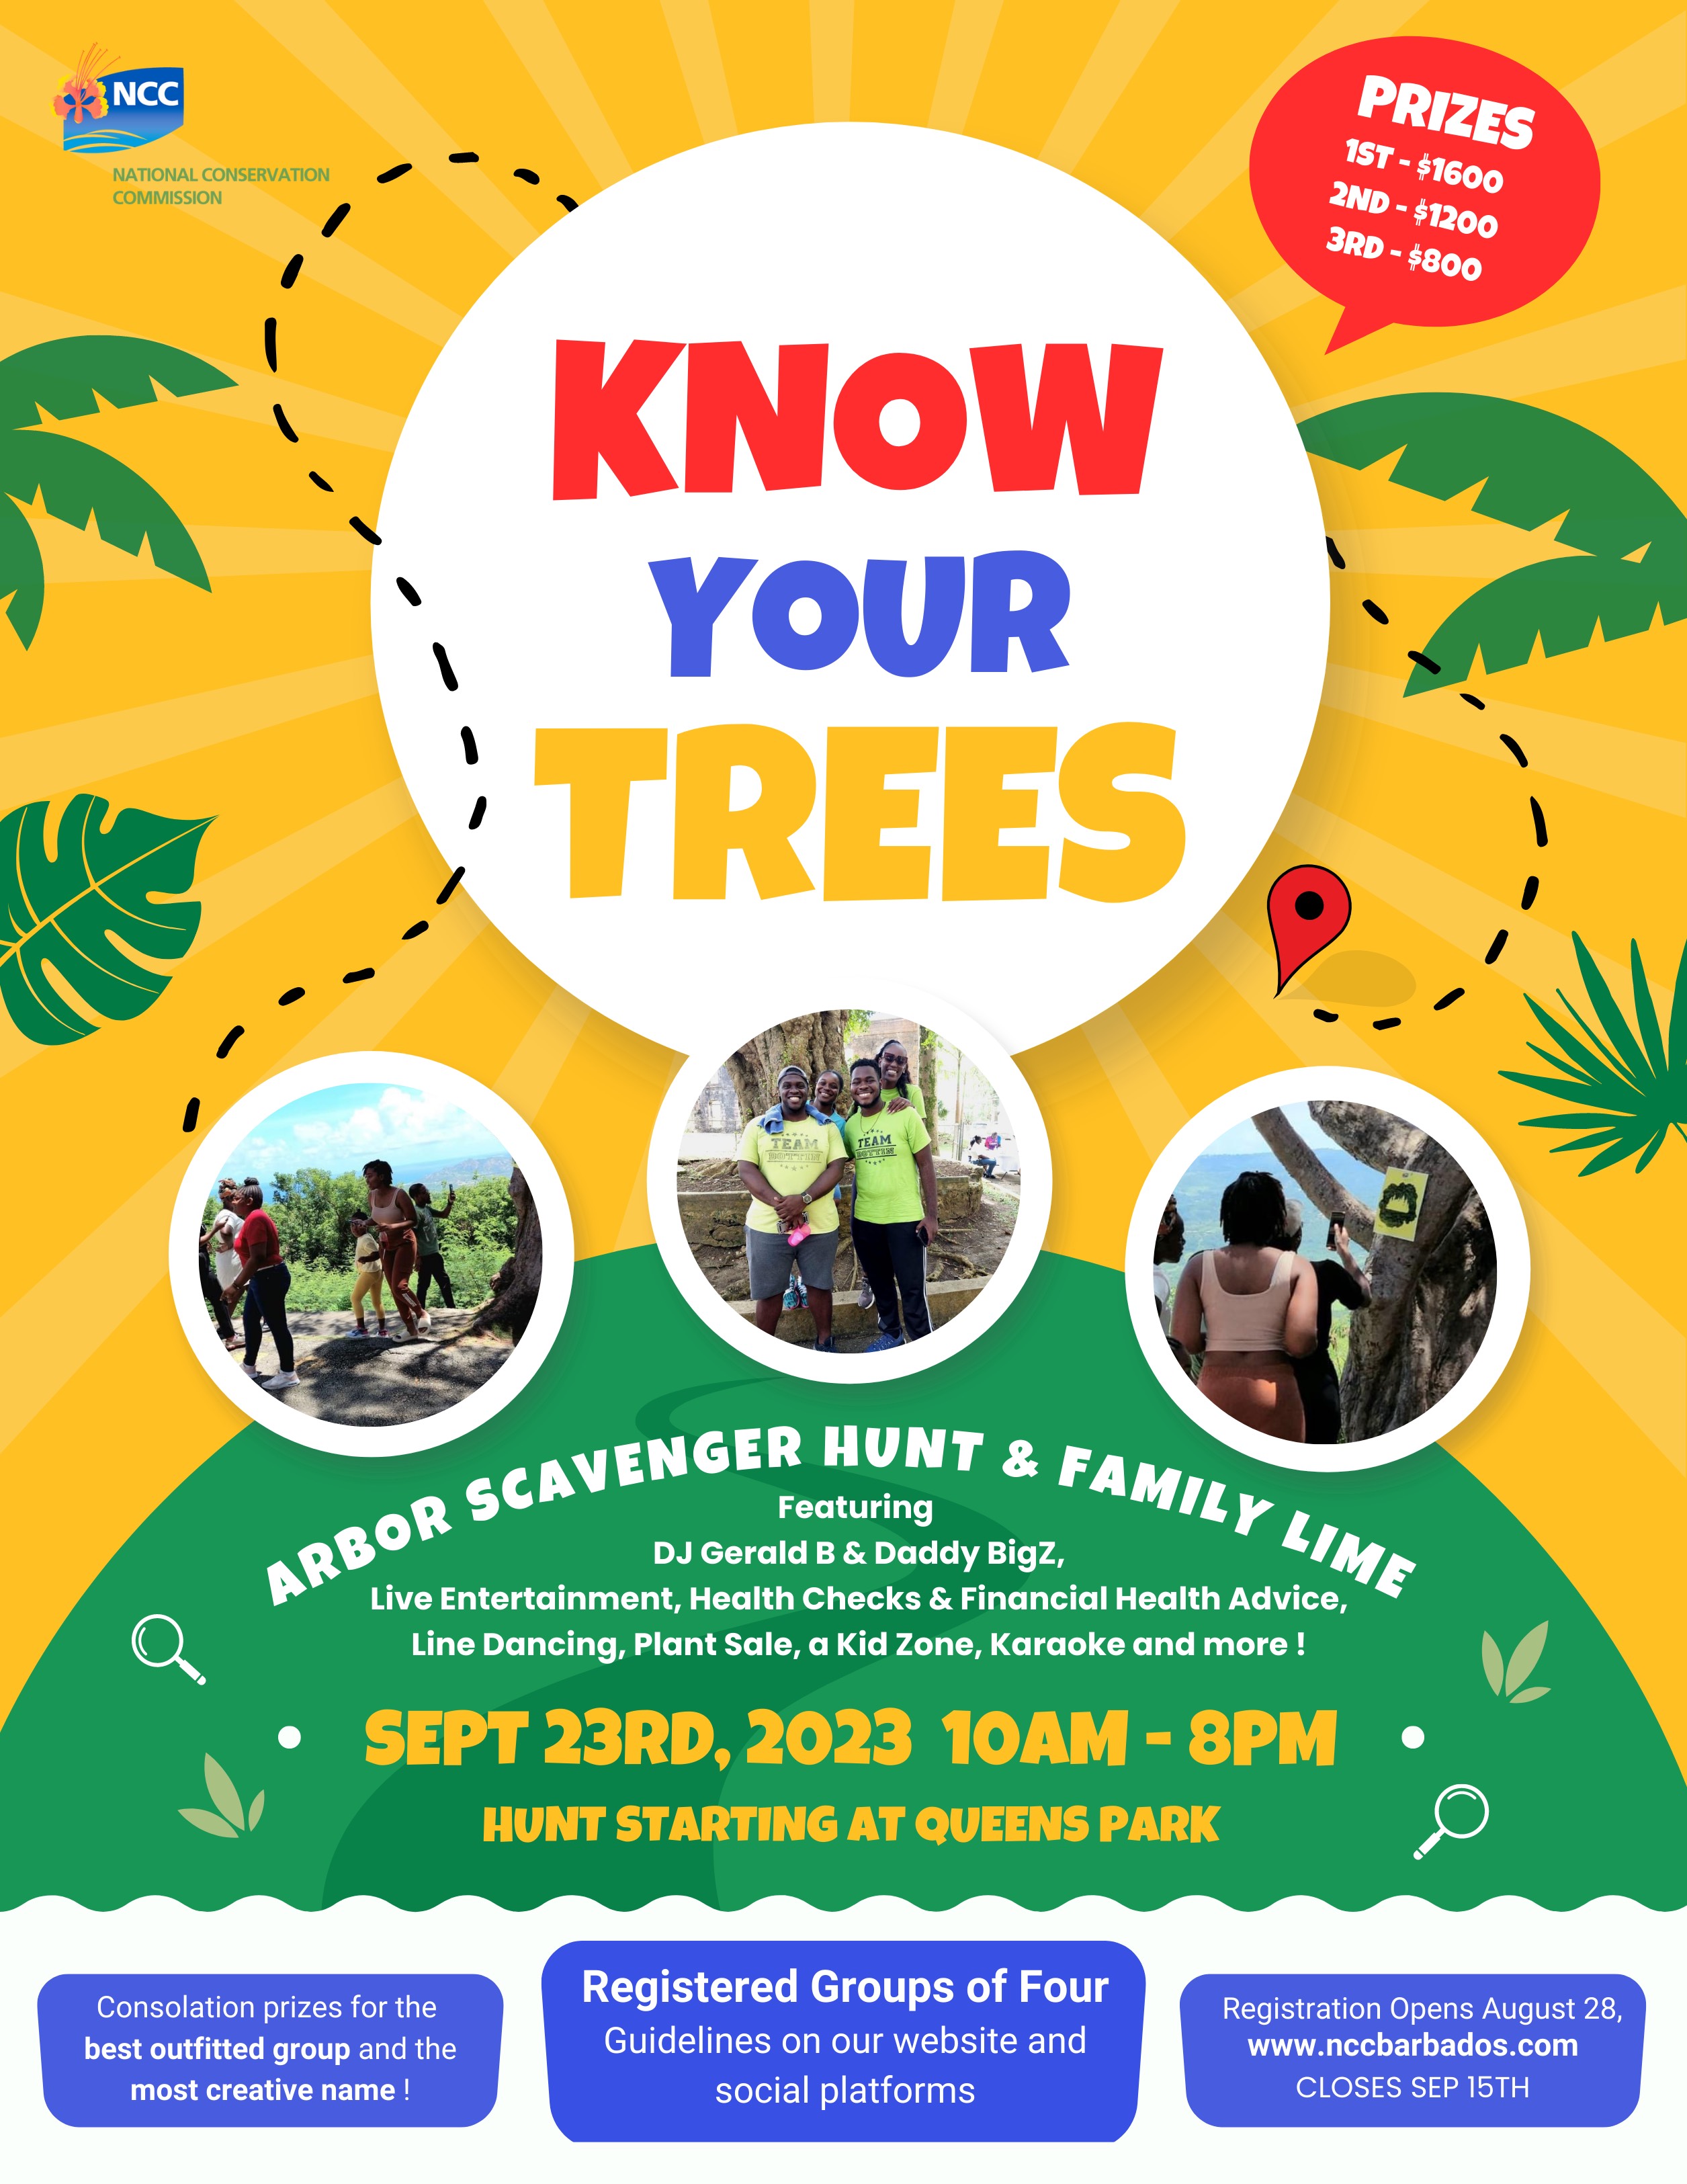 NCC
NATIONAL CONSERVATION
COMMISSION
PRIZES
1ST - $1600
2ND - $1200
3RD - $800
KNOW
YOUR
TREES
TEAM
TEAM
ARBOR SCAVENGER HUNT & FAMILY LIME
Featuring
DJ Gerald B & Daddy BigZ,
Live Entertainment, Health Checks & Financial Health Advice,
Line Dancing, Plant Sale, a Kid Zone, Karaoke and more !
SEPT 23RD, 2023 10AM - 8PM
HUNT STARTING AT QUEENS PARK
Consolation prizes for the
best outfitted group and the
most creative name !
Registered Groups of Four
Guidelines on our website and
social platforms
Registration Opens August 28,
www.nccbarbados.com
CLOSES SEP 15TH